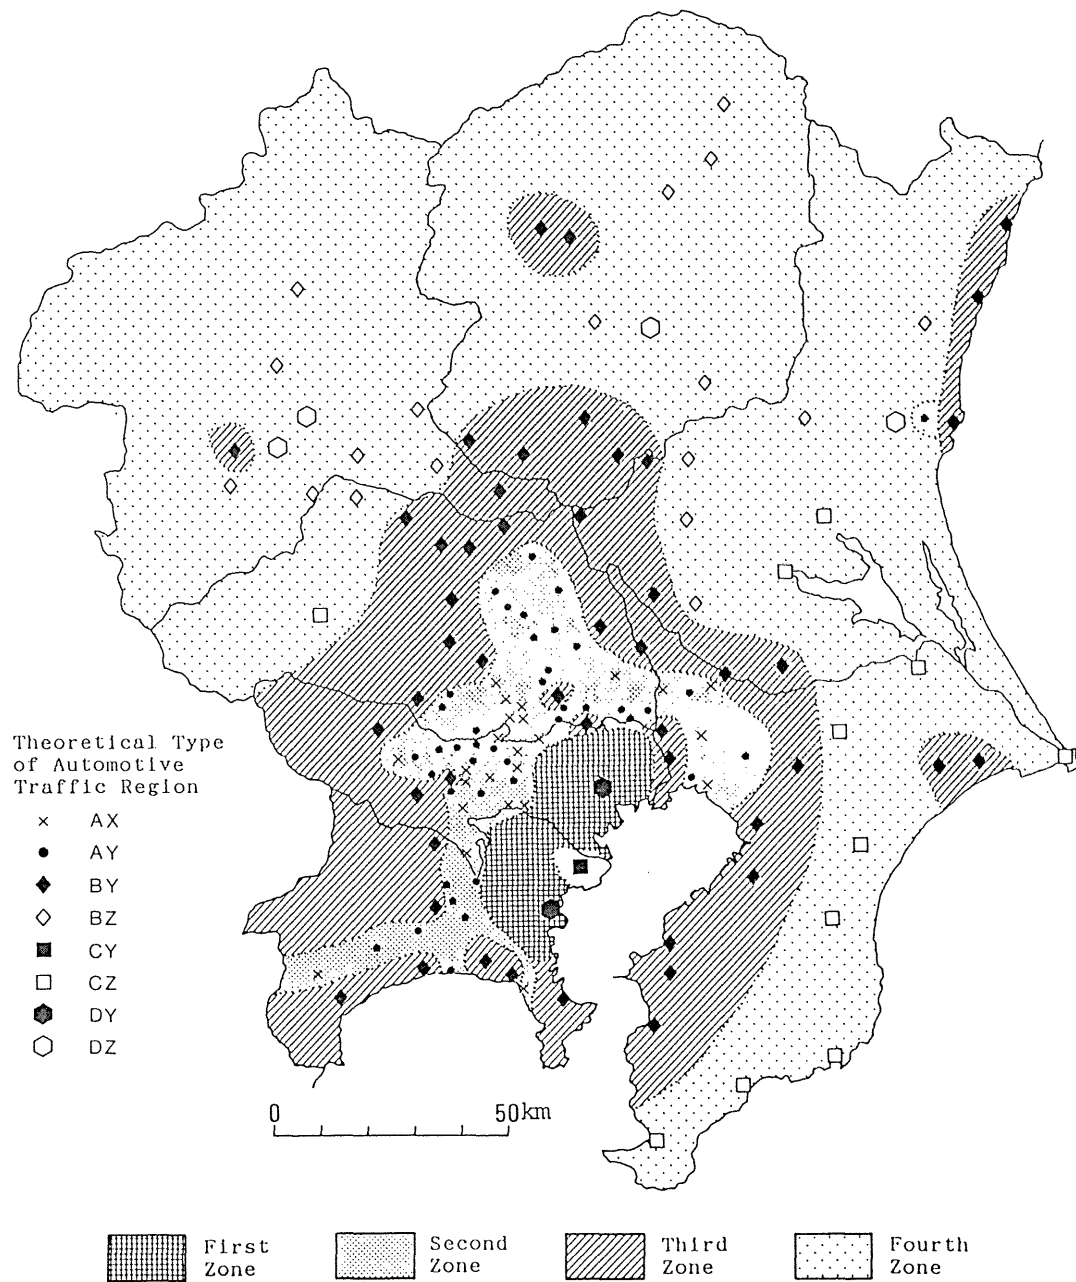 Theoretical Type
of Automotive
Traffic Region
AX
AY
BY
BZ
CY
CZ
DY
DZ
0 50km
First
Zone
Second
Zone
Third
Zone
Fourth
Zone